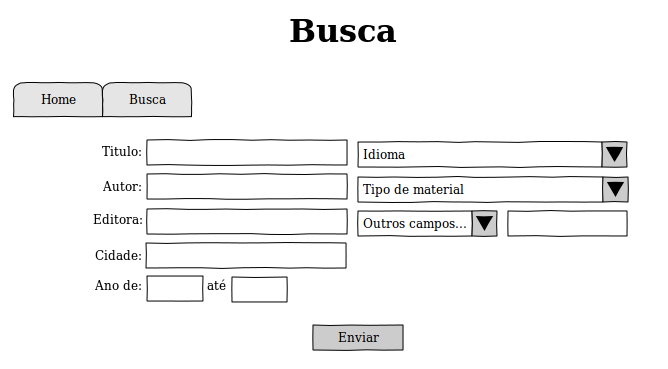 Busca
Home Busca
Titulo: Idioma
Autor: Tipo de material
Editora: Outros campos...
Cidade:
Ano de: até
Enviar